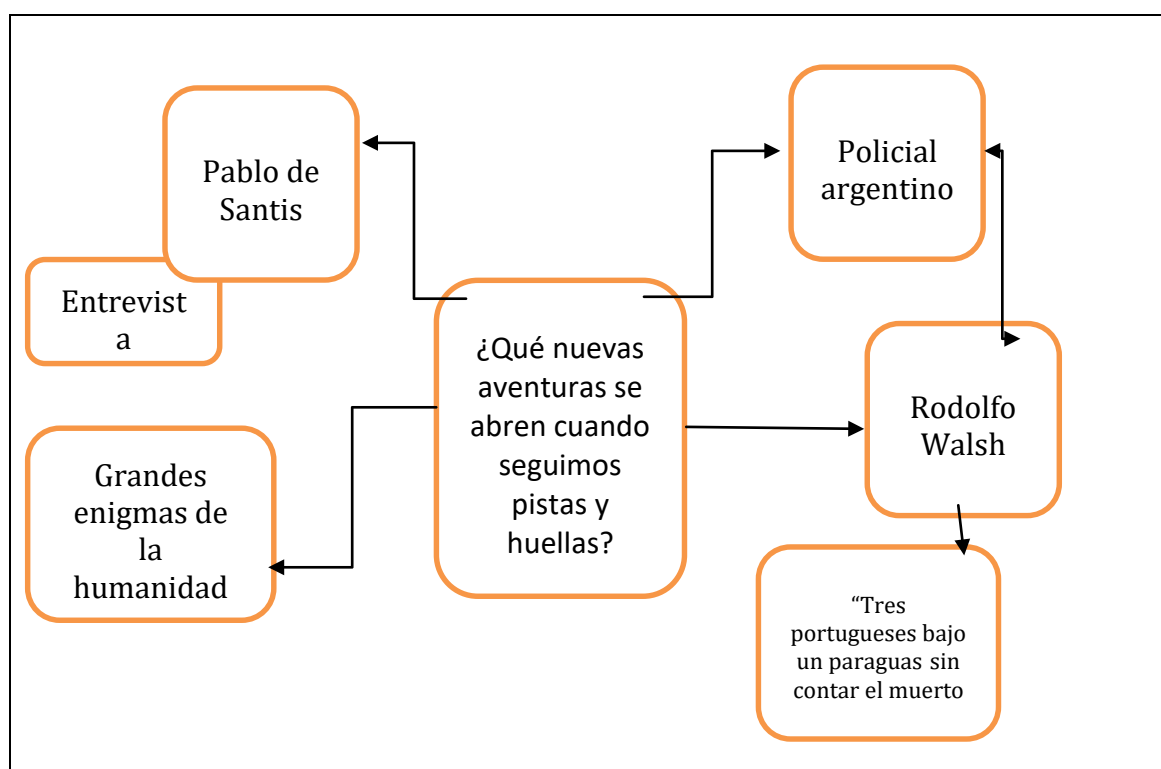 Pablo de
Santis
Entrevist
a
Grandes
enigmas de
la
humanidad
¿Qué nuevas
aventuras se
abren cuando
seguimos
pistas y
huellas?
Policial
argentino
Rodolfo
Walsh
“Tres
portugueses bajo
un paraguas sin
contar el muerto